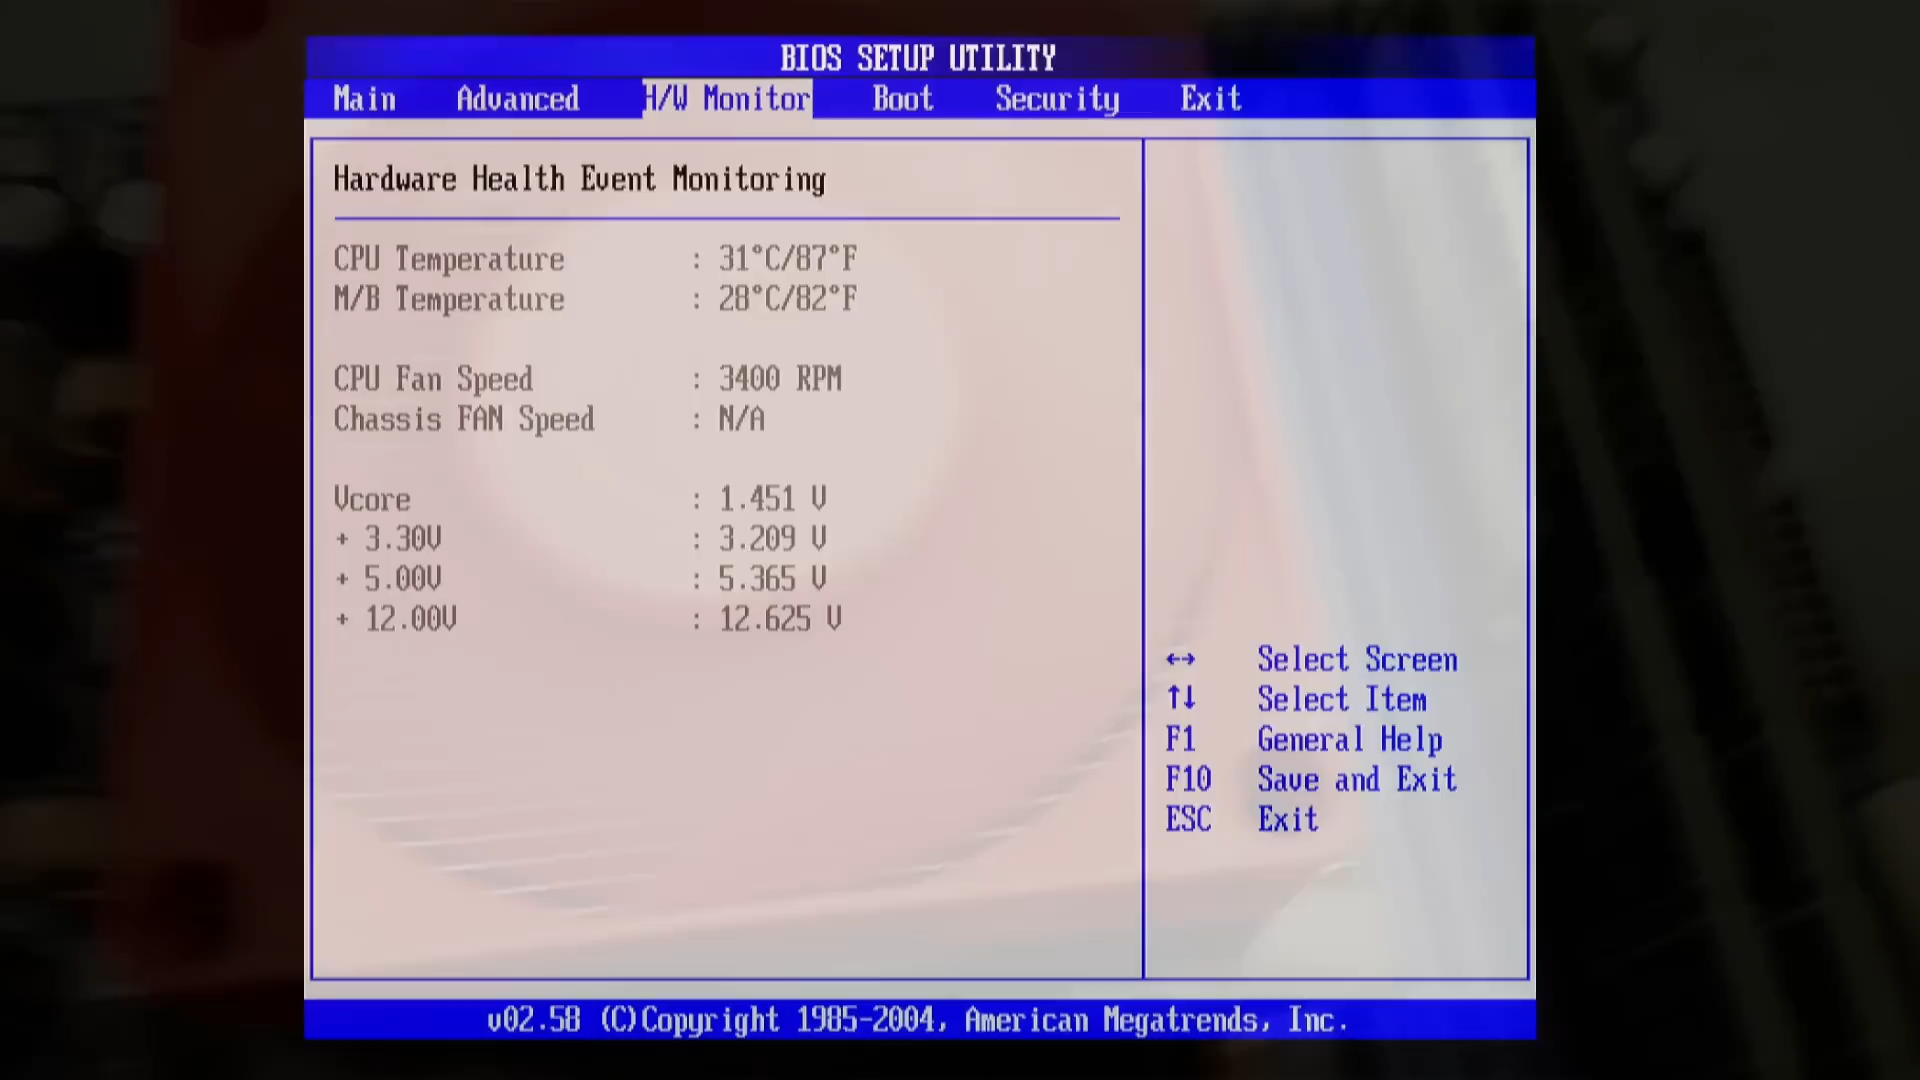 BIOS SETUP UTILITY
Main Advanced H/W Monitor Boot Security Exit
Hardware Health Event Monitoring
CPU Temperature : 31°C/87°F
M/B Temperature : 28°C/82°F
CPU Fan Speed : 3400 RPM
Chassis FAN Speed : N/A
Vcore : 1.451 V
+ 3.30V : 3.209 V
+ 5.00V : 5.365 V
+ 12.00V : 12.625 V
↔ Select Screen
↑↓ Select Item
F1 General Help
F10 Save and Exit
ESC Exit
v02.58 (C)Copyright 1985-2004, American Megatrends, Inc.